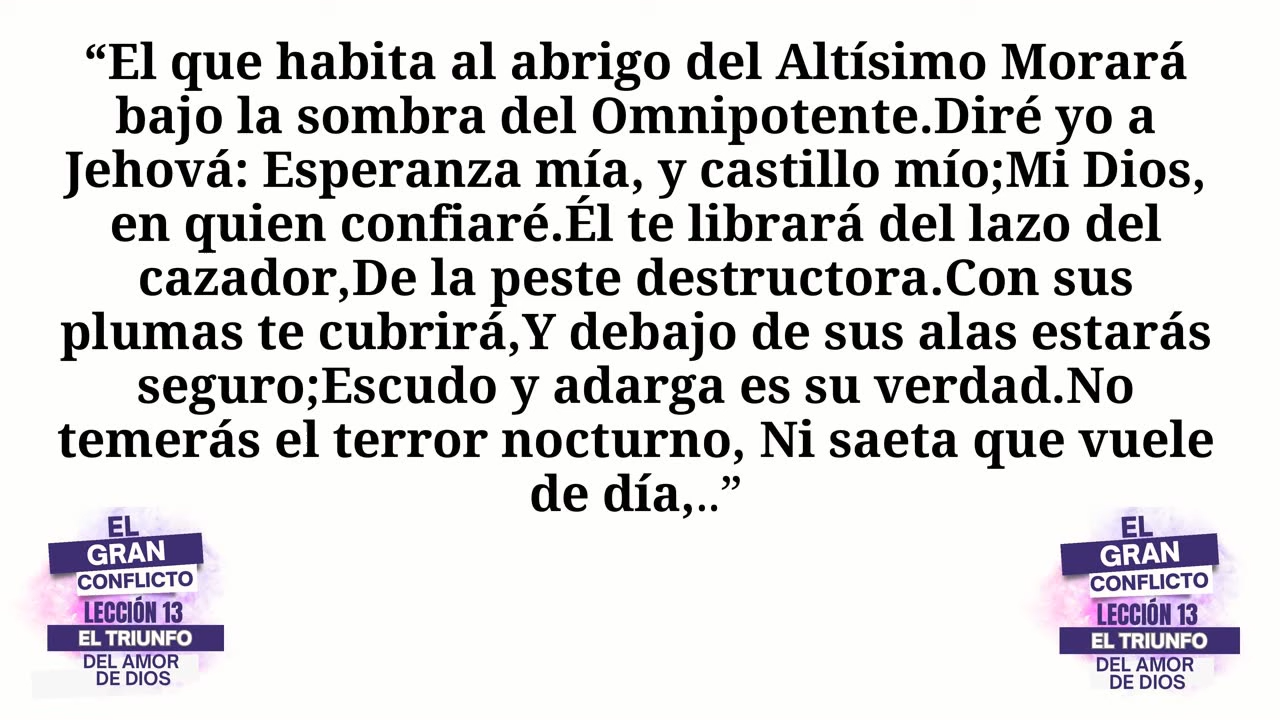 “El que habita al abrigo del Altísimo Morará
bajo la sombra del Omnipotente.Diré yo a
Jehová: Esperanza mía, y castillo mío;Mi Dios,
en quien confiaré.Él te librará del lazo del
cazador,De la peste destructora.Con sus
plumas te cubrirá,Y debajo de sus alas estarás
seguro;Escudo y adarga es su verdad.No
temerás el terror nocturno, Ni saeta que vuele
de día,..”
EL
GRAN
CONFLICTO
LECCIÓN 13
EL TRIUNFO
DEL AMOR
DE DIOS
EL
GRAN
CONFLICTO
LECCIÓN 13
EL TRIUNFO
DEL AMOR
DE DIOS